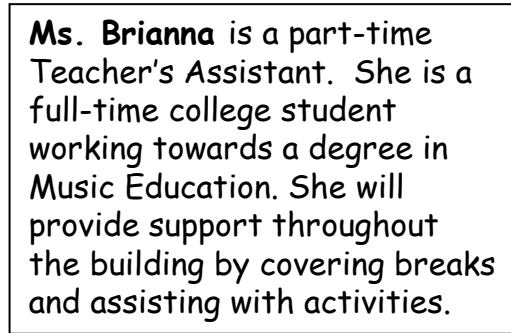 Ms. Brianna is a part-time
Teacher's Assistant.  She is a
full-time college student
working towards a degree in
Music Education. She will
provide support throughout
the building by covering breaks
and assisting with activities.